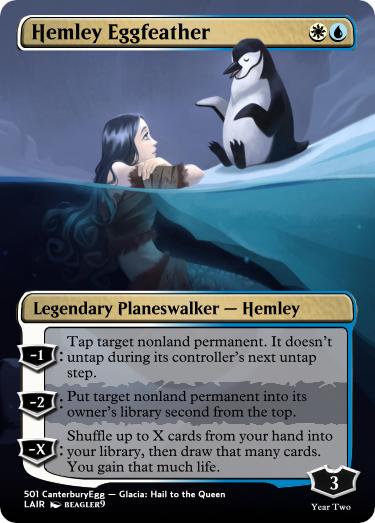 Hemley Eggfeather
Legendary Planeswalker — Hemley
-1: Tap target nonland permanent. It doesn't
untap during its controller's next untap
step.
-2: Put target nonland permanent into its
owner's library second from the top.
-X: Shuffle up to X cards from your hand into
your library, then draw that many cards.
You gain that much life.
3
501 CanterburyEgg — Glacia: Hail to the Queen
LAIR BEAGLER9
Year Two